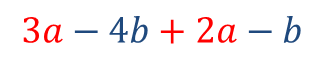 3a − 4b + 2a − b